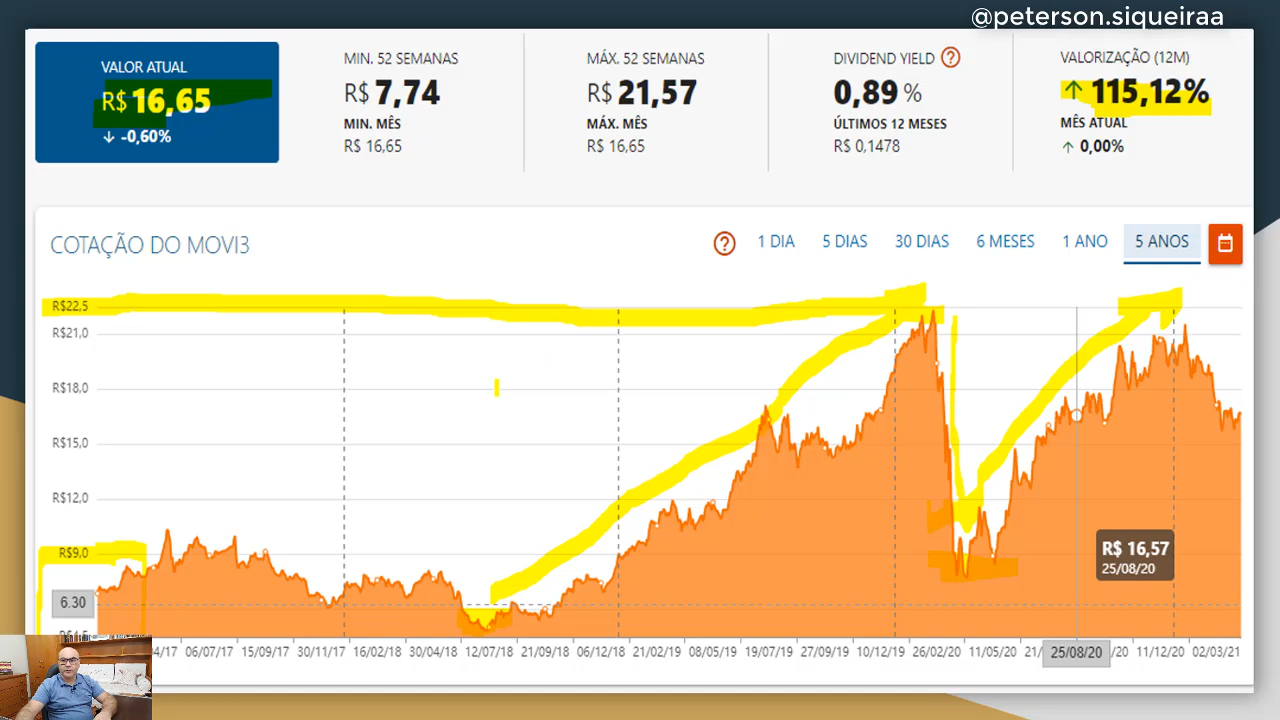 @peterson.siqueiraa
VALOR ATUAL
R$ 16,65
-0,60%
MIN. 52 SEMANAS
R$ 7,74
MIN. MÊS
R$ 16,65
MÁX. 52 SEMANAS
R$ 21,57
MÁX. MÊS
R$ 16,65
DIVIDEND YIELD ?
0,89 %
ÚLTIMOS 12 MESES
R$ 0,1478
VALORIZAÇÃO (12M)
↑ 115,12%
MÊS ATUAL
↑ 0,00%
COTAÇÃO DO MOVI3
? 1 DIA 5 DIAS 30 DIAS 6 MESES 1 ANO 5 ANOS
R$22,5
R$21,0
R$18,0
R$15,0
R$12,0
R$9,0
6.30
R$ 16,57
25/08/20
06/07/17 15/09/17 30/11/17 16/02/18 30/04/18 12/07/18 21/09/18 06/12/18 21/02/19 08/05/19 19/07/19 27/09/19 10/12/19 26/02/20 11/05/20 25/08/20 11/12/20 02/03/21